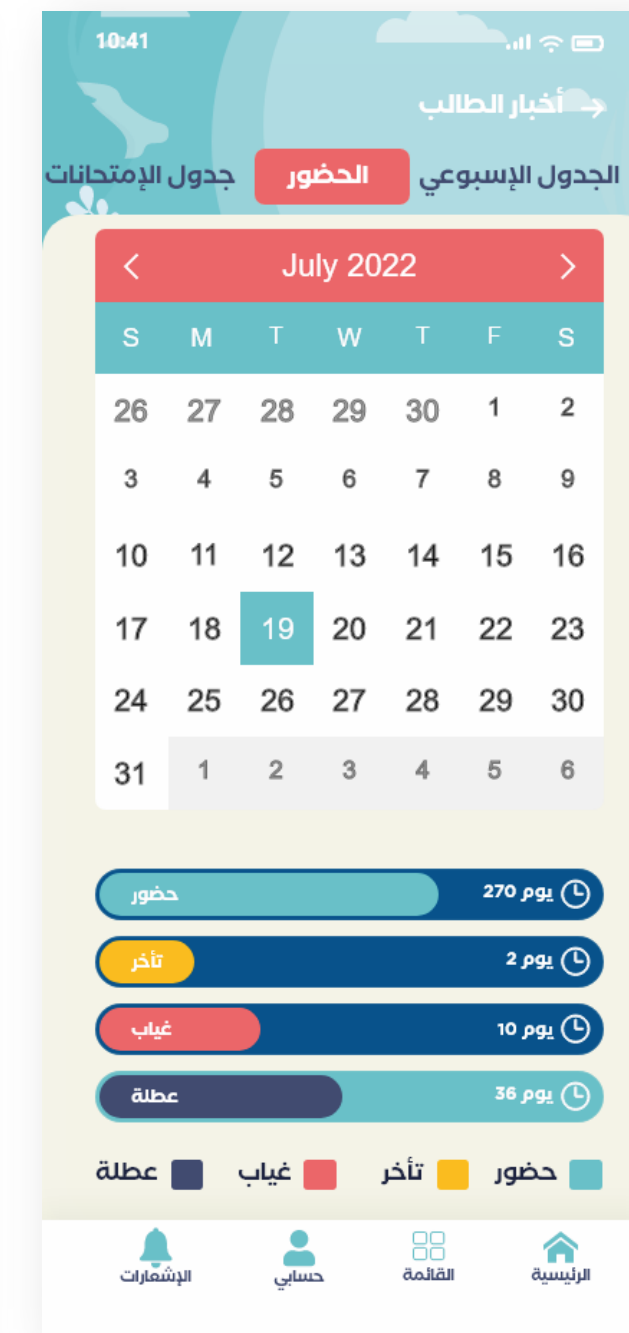 10:41
أخبار الطالب
الجدول الإسبوعي الحضور جدول الإمتحانات
July 2022
S M T W T F S
26 27 28 29 30 1 2
3 4 5 6 7 8 9
10 11 12 13 14 15 16
17 18 19 20 21 22 23
24 25 26 27 28 29 30
31 1 2 3 4 5 6
270 يوم حضور
2 يوم تأخر
10 يوم غياب
36 يوم عطلة
حضور تأخر غياب عطلة
الرئيسية القائمة حسابي الإشعارات